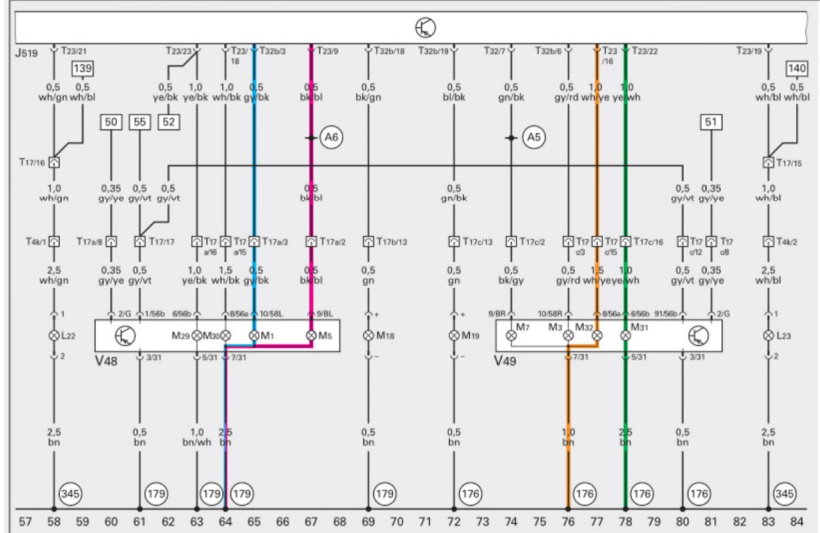 J519
T23/21 T23/23 T23/18 T32b/3 T23/9 T32b/18 T32b/19 T32/7 T32b/6 T23/16 T23/22 T23/19
139 140
0,5 0,5 0,5 1,0 1,0 0,5 0,5 0,5 0,5 0,5 0,5 1,0 1,0 0,5 0,5
wh/gn wh/bl ye/bk ye/bk wh/bk gy/bk bk/bl bk/gn bl/bk gn/bk gy/rd wh/ye ye/wh wh/bl wh/bl
50 55 52 51
A6 A5
T17/16 T17/15
1,0 0,35 0,5 0,5 0,5 0,5 0,5 0,35 1,0
wh/gn gy/ye gy/vt gy/vt bk/bl gn/bk gy/vt gy/ye wh/bl
T4k/1 T17a/8 T17/17 T17a/16 T17a/15 T17a/3 T17a/2 T17b/13 T17c/13 T17c/2 T17c/3 T17c/15 T17c/16 T17c/12 T17c/8 T4k/2
2,5 0,35 0,5 1,0 1,5 0,5 0,5 0,5 0,5 0,5 0,5 1,5 1,0 0,5 0,35 2,5
wh/gn gy/ye gy/vt ye/bk wh/bk gy/bk bk/bl gn gn bk/gy gy/rd wh/ye ye/wh gy/vt gy/ye wh/bl
1 2/G 1/56b 6/56b 8/56a 10/58L 9/BL + + 9/BR 10/58R 8/56a 6/56b 91/56b 2/G 1
L22 M29 M30 M1 M5 M18 M19 M7 M3 M32 M31 L23
2 V48 3/31 5/31 7/31 – – V49 7/31 5/31 3/31 2
2,5 0,5 1,0 2,5 0,5 0,5 1,0 2,5 0,5 2,5
bn bn bn/wh bn bn bn bn bn bn bn
345 179 179 179 179 176 176 176 176 345
57 58 59 60 61 62 63 64 65 66 67 68 69 70 71 72 73 74 75 76 77 78 79 80 81 82 83 84